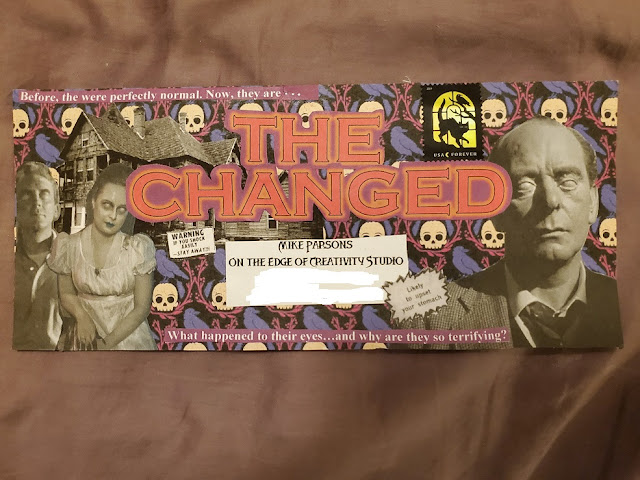 Before, the were perfectly normal. Now, they are . . .
THE
CHANGED
USA FOREVER
WARNING
IF YOU SHOCK
EASILY
STAY AWAY!!
MIKE PARSONS
ON THE EDGE OF CREATIVITY STUDIO
Likely
to upset
your stomach
What happened to their eyes...and why are they so terrifying?